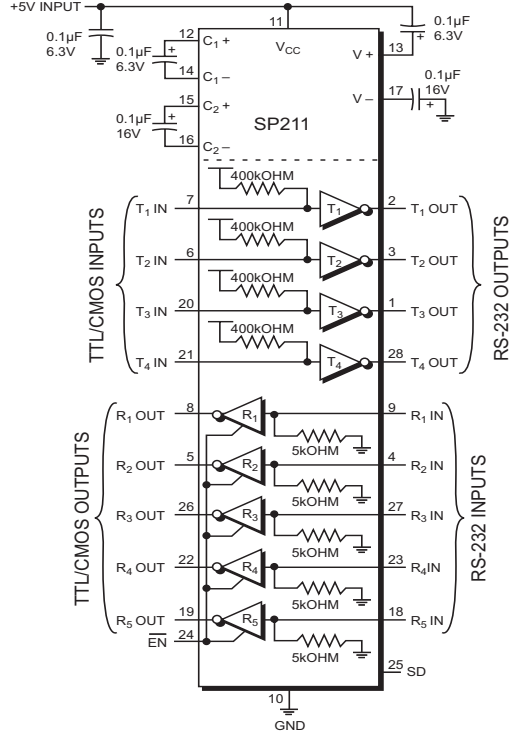 +5V INPUT
11
VCC
0.1µF
6.3V
0.1µF
6.3V
12
C1 +
14
C1 –
V +
13
0.1µF
6.3V
0.1µF
16V
15
C2 +
16
C2 –
V –
17
0.1µF
16V
SP211
400kOHM
T1 IN
7
T1
2
T1 OUT
400kOHM
T2 IN
6
T2
3
T2 OUT
400kOHM
T3 IN
20
T3
1
T3 OUT
400kOHM
T4 IN
21
T4
28
T4 OUT
TTL/CMOS INPUTS
RS-232 OUTPUTS
R1 OUT
8
R1
9
R1 IN
5kOHM
R2 OUT
5
R2
4
R2 IN
5kOHM
R3 OUT
26
R3
27
R3 IN
5kOHM
R4 OUT
22
R4
23
R4IN
5kOHM
R5 OUT
19
R5
18
R5 IN
5kOHM
TTL/CMOS OUTPUTS
RS-232 INPUTS
EN
24
25
SD
10
GND